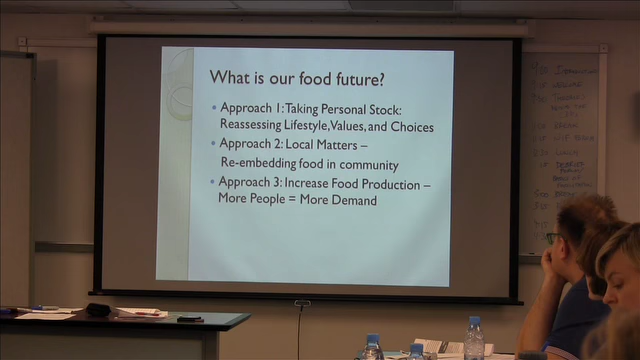 What is our food future?
• Approach 1: Taking Personal Stock:
Reassessing Lifestyle, Values, and Choices
• Approach 2: Local Matters –
Re-embedding food in community
• Approach 3: Increase Food Production –
More People = More Demand